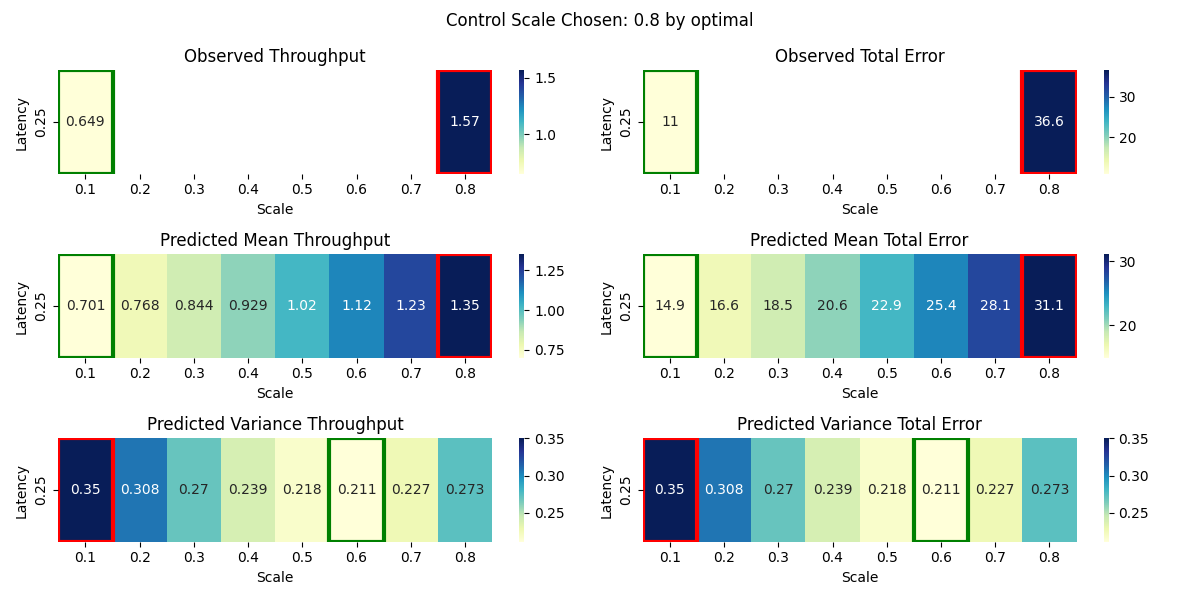 Control Scale Chosen: 0.8 by optimal
Observed Throughput
Latency
0.25
0.649
1.57
1.5
1.0
0.1 0.2 0.3 0.4 0.5 0.6 0.7 0.8
Scale
Observed Total Error
Latency
0.25
11
36.6
30
20
0.1 0.2 0.3 0.4 0.5 0.6 0.7 0.8
Scale
Predicted Mean Throughput
Latency
0.25
0.701 0.768 0.844 0.929 1.02 1.12 1.23 1.35
1.25
1.00
0.75
0.1 0.2 0.3 0.4 0.5 0.6 0.7 0.8
Scale
Predicted Mean Total Error
Latency
0.25
14.9 16.6 18.5 20.6 22.9 25.4 28.1 31.1
30
20
0.1 0.2 0.3 0.4 0.5 0.6 0.7 0.8
Scale
Predicted Variance Throughput
Latency
0.25
0.35 0.308 0.27 0.239 0.218 0.211 0.227 0.273
0.35
0.30
0.25
0.1 0.2 0.3 0.4 0.5 0.6 0.7 0.8
Scale
Predicted Variance Total Error
Latency
0.25
0.35 0.308 0.27 0.239 0.218 0.211 0.227 0.273
0.35
0.30
0.25
0.1 0.2 0.3 0.4 0.5 0.6 0.7 0.8
Scale